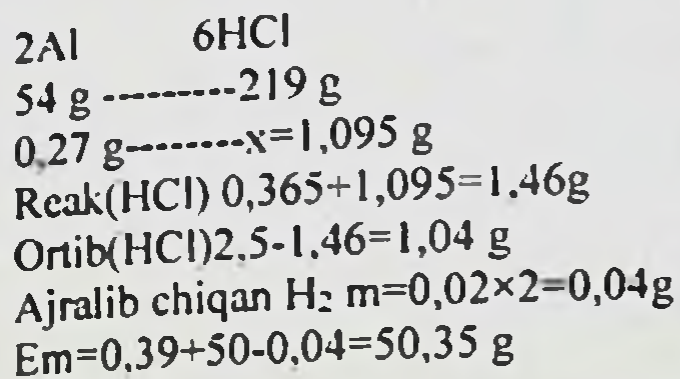 2Al 6HCl
54 g ----------219 g
0,27 g--------x=1,095 g
Reak(HCl) 0,365+1,095=1.46g
Ortib(HCl)2.5-1.46=1,04 g
Ajralib chiqan H₂ m=0,02×2=0,04g
Em=0,39+50-0,04=50,35 g